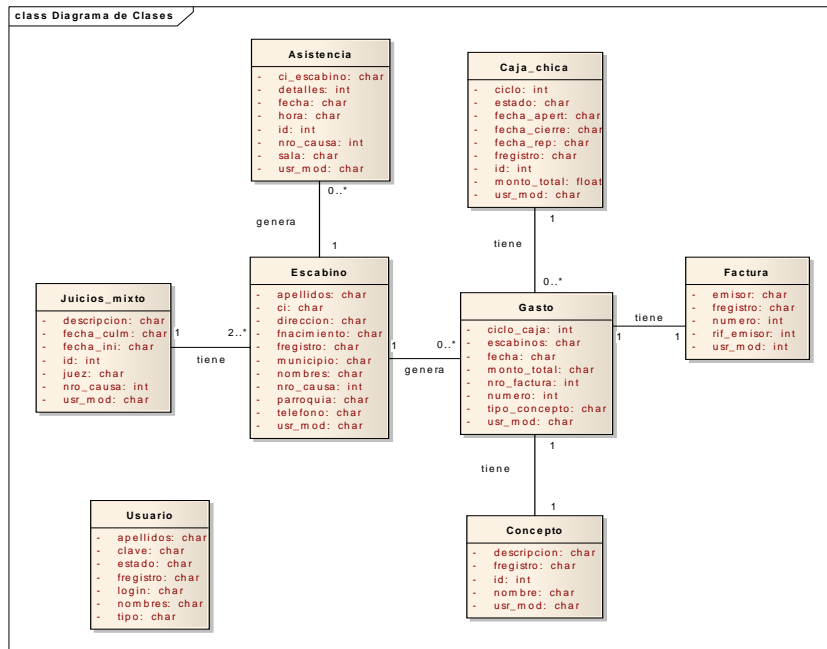 class Diagrama de Clases
Asistencia
- ci_escabino: char
- detalles: int
- fecha: char
- hora: char
- id: int
- nro_causa: int
- sala: char
- usr_mod: char
Caja_chica
- ciclo: int
- estado: char
- fecha_apert: char
- fecha_cierre: char
- fecha_rep: char
- fregistro: char
- id: int
- monto_total: float
- usr_mod: char
0..*
genera
1
1
tiene
0..*
Juicios_mixto
- descripcion: char
- fecha_culm: char
- fecha_ini: char
- id: int
- juez: char
- nro_causa: int
- usr_mod: char
1
tiene
2..*
Escabino
- apellidos: char
- ci: char
- direccion: char
- fnacimiento: char
- fregistro: char
- municipio: char
- nombres: char
- nro_causa: int
- parroquia: char
- telefono: char
- usr_mod: char
1
genera
0..*
Gasto
- ciclo_caja: int
- escabinos: char
- fecha: char
- monto_total: char
- nro_factura: int
- numero: int
- tipo_concepto: char
- usr_mod: char
1
tiene
1
Factura
- emisor: char
- fregistro: char
- numero: int
- rif_emisor: int
- usr_mod: int
1
tiene
1
Usuario
- apellidos: char
- clave: char
- estado: char
- fregistro: char
- login: char
- nombres: char
- tipo: char
Concepto
- descripcion: char
- fregistro: char
- id: int
- nombre: char
- usr_mod: char